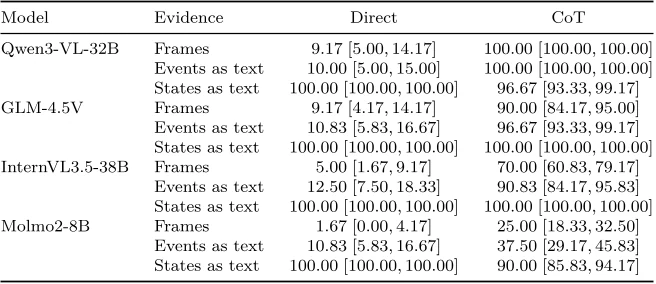 Model Evidence Direct CoT
Qwen3-VL-32B Frames 9.17 [5.00, 14.17] 100.00 [100.00, 100.00]
Events as text 10.00 [5.00, 15.00] 100.00 [100.00, 100.00]
States as text 100.00 [100.00, 100.00] 96.67 [93.33, 99.17]
GLM-4.5V Frames 9.17 [4.17, 14.17] 90.00 [84.17, 95.00]
Events as text 10.83 [5.83, 16.67] 96.67 [93.33, 99.17]
States as text 100.00 [100.00, 100.00] 100.00 [100.00, 100.00]
InternVL3.5-38B Frames 5.00 [1.67, 9.17] 70.00 [60.83, 79.17]
Events as text 12.50 [7.50, 18.33] 90.83 [84.17, 95.83]
States as text 100.00 [100.00, 100.00] 100.00 [100.00, 100.00]
Molmo2-8B Frames 1.67 [0.00, 4.17] 25.00 [18.33, 32.50]
Events as text 10.83 [5.83, 16.67] 37.50 [29.17, 45.83]
States as text 100.00 [100.00, 100.00] 90.00 [85.83, 94.17]